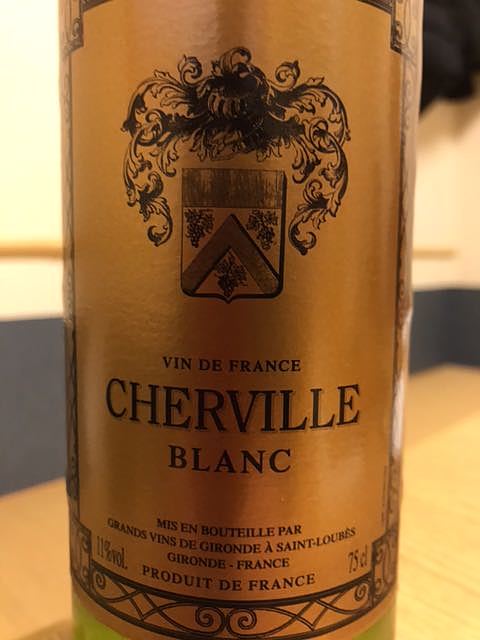 VIN DE FRANCE
CHERVILLE
BLANC
MIS EN BOUTEILLE PAR
GRANDS VINS DE GIRONDE À SAINT-LOUBÈS
GIRONDE - FRANCE
11%vol.
75 cl
PRODUIT DE FRANCE